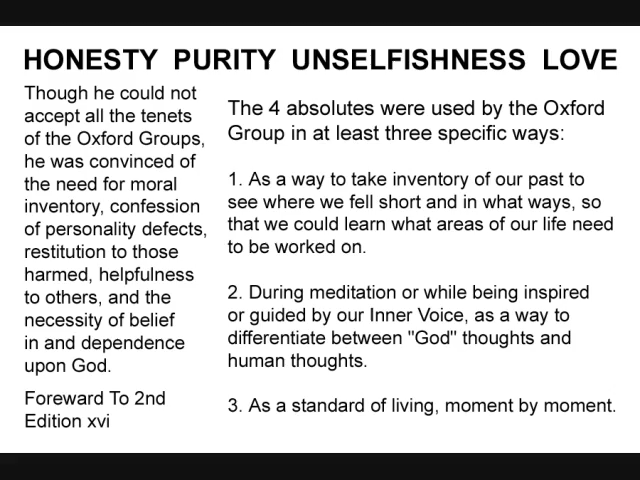 HONESTY PURITY UNSELFISHNESS LOVE
Though he could not
accept all the tenets
of the Oxford Groups,
he was convinced of
the need for moral
inventory, confession
of personality defects,
restitution to those
harmed, helpfulness
to others, and the
necessity of belief
in and dependence
upon God.
Foreward To 2nd
Edition xvi
The 4 absolutes were used by the Oxford
Group in at least three specific ways:
1. As a way to take inventory of our past to
see where we fell short and in what ways, so
that we could learn what areas of our life need
to be worked on.
2. During meditation or while being inspired
or guided by our Inner Voice, as a way to
differentiate between "God" thoughts and
human thoughts.
3. As a standard of living, moment by moment.